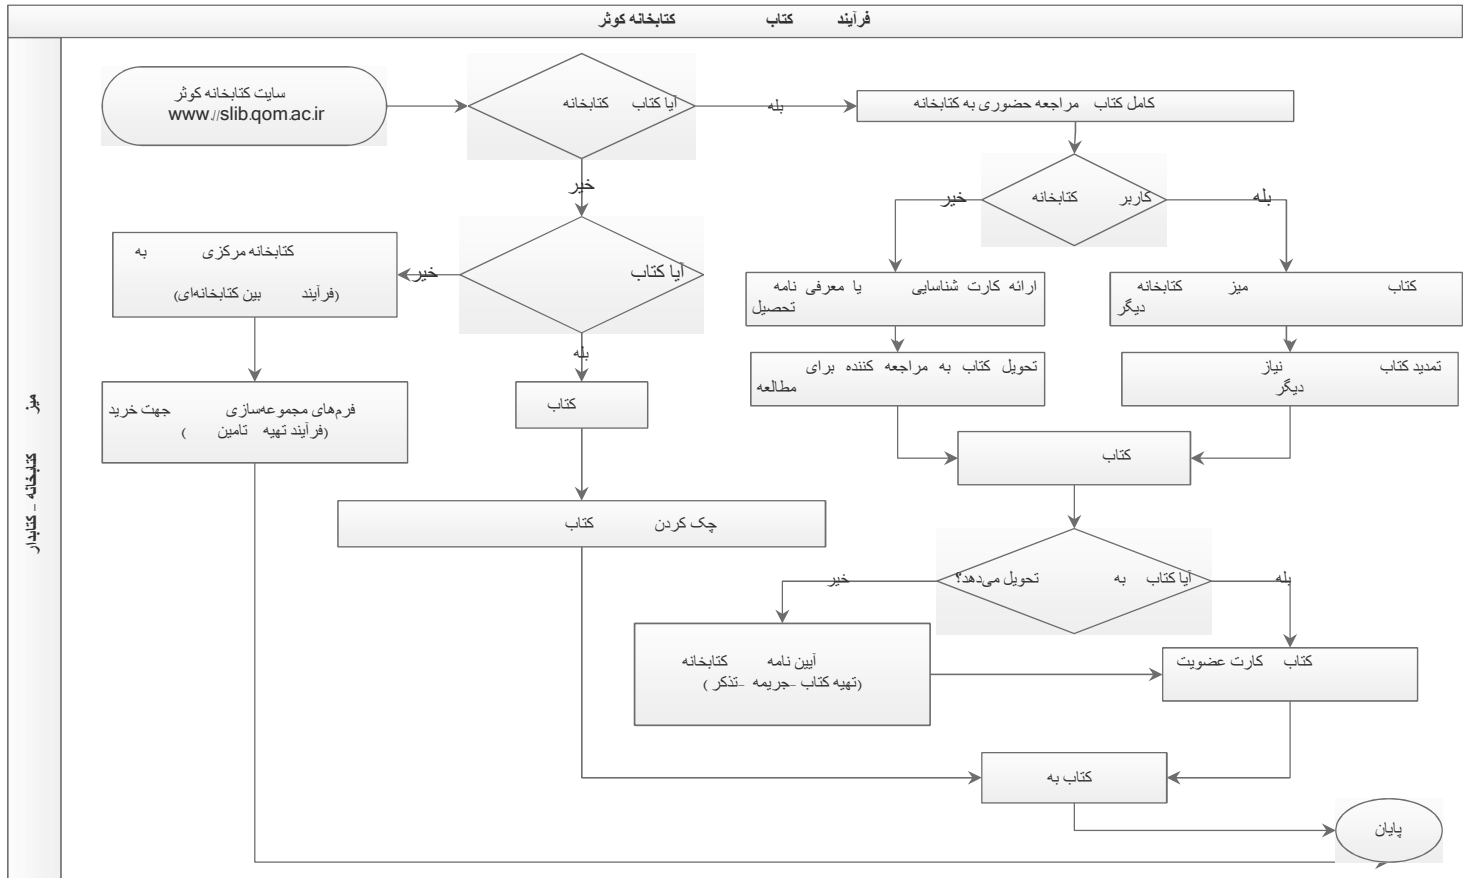 فرآیند کتاب کتابخانه کوثر
میز کتابخانه – کتابدار
سایت کتابخانه کوثر
www.//slib.qom.ac.ir
آیا کتاب کتابخانه
بله
کامل کتاب مراجعه حضوری به کتابخانه
خیر
کاربر کتابخانه
خیر
بله
کتابخانه مرکزی به
(فرآیند بین کتابخانه‌ای)
خیر
آیا کتاب
ارائه کارت شناسایی یا معرفی نامه
تحصیل
کتاب میز کتابخانه
دیگر
بله
تحویل کتاب به مراجعه کننده برای
مطالعه
تمدید کتاب نیاز
دیگر
فرم‌های مجموعه‌سازی جهت خرید
(فرآیند تهیه تامین )
کتاب
کتاب
چک کردن کتاب
آیا کتاب به تحویل می‌دهد؟
خیر
بله
آیین نامه کتابخانه
(تهیه کتاب -جریمه -تذکر )
کتاب کارت عضویت
کتاب به
پایان